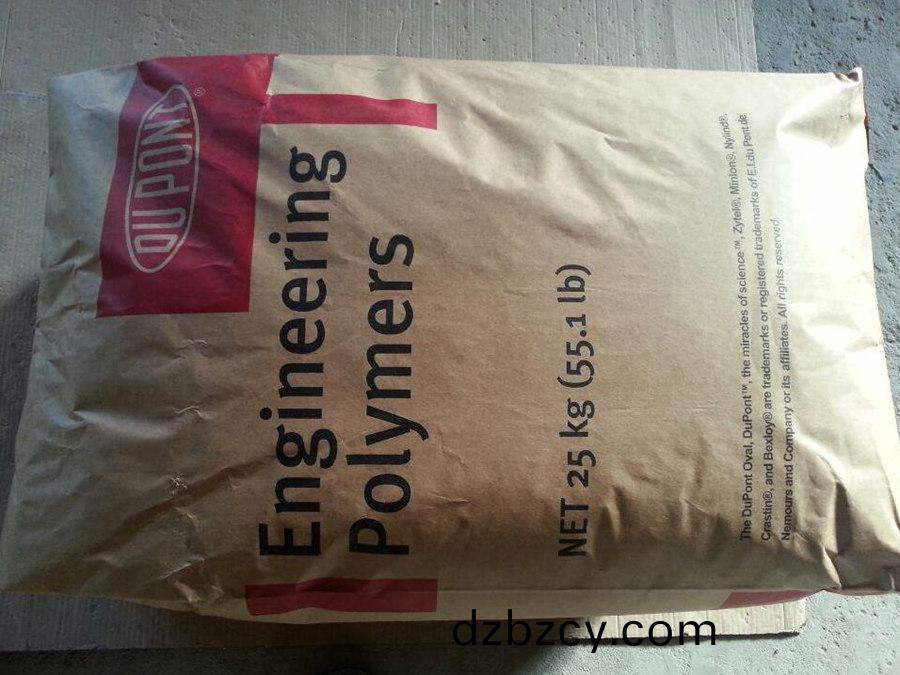 DUPONT®
Engineering
Polymers
NET 25 kg (55.1 lb)
The DuPont Oval, DuPont™, the miracles of science™, Zytel®, Minlon®, Nylind®,
Crastin®, and Bexloy® are trademarks or registered trademarks of E.I.du Pont de
Nemours and Company or its affiliates. All rights reserved.
dzbzcy.com